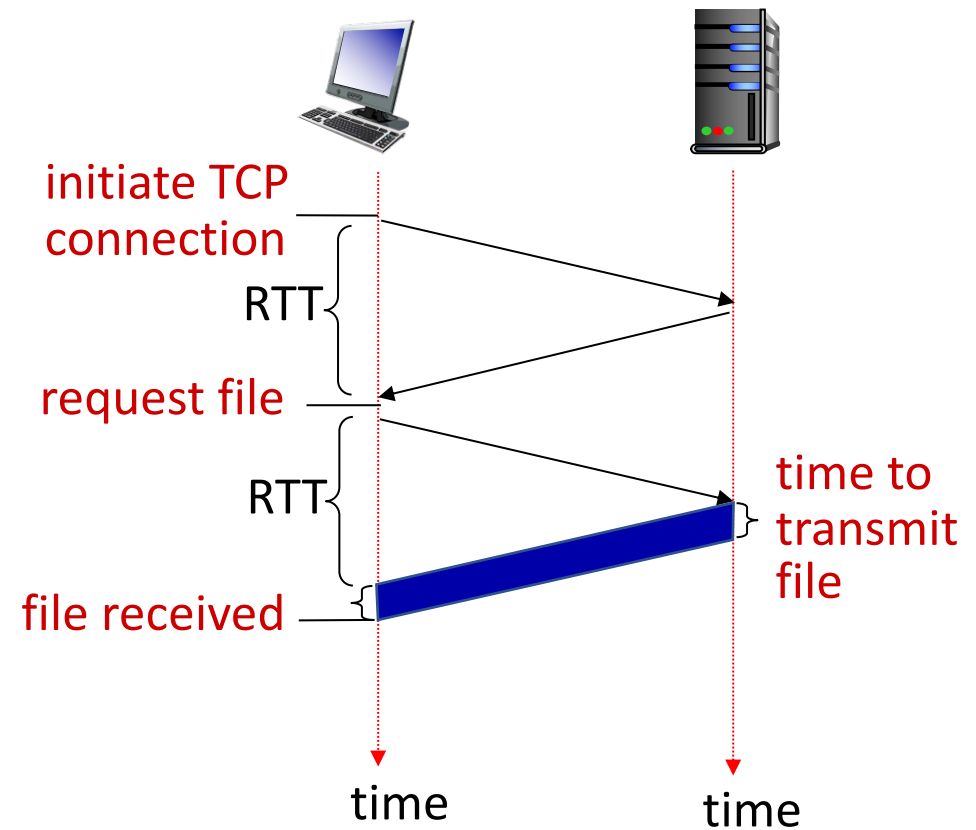 initiate TCP
connection
RTT
request file
RTT
time to
transmit
file
file received
time
time